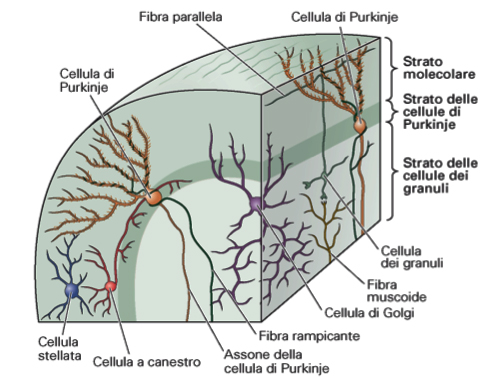 Fibra parallela
Cellula di Purkinje
Cellula di
Purkinje
Strato
molecolare
Strato delle
cellule di
Purkinje
Strato delle
cellule dei
granuli
Cellula
dei granuli
Fibra
muscoide
Cellula di Golgi
Fibra rampicante
Cellula
stellata
Cellula a canestro
Assone della
cellula di Purkinje